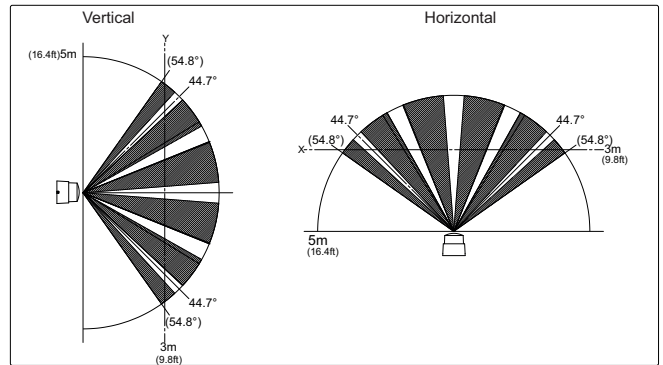 Vertical
Y
(16.4ft)5m
(54.8°)
44.7°
44.7°
(54.8°)
3m
(9.8ft)
Horizontal
44.7°
44.7°
(54.8°)
(54.8°)
X
3m
(9.8ft)
5m
(16.4ft)